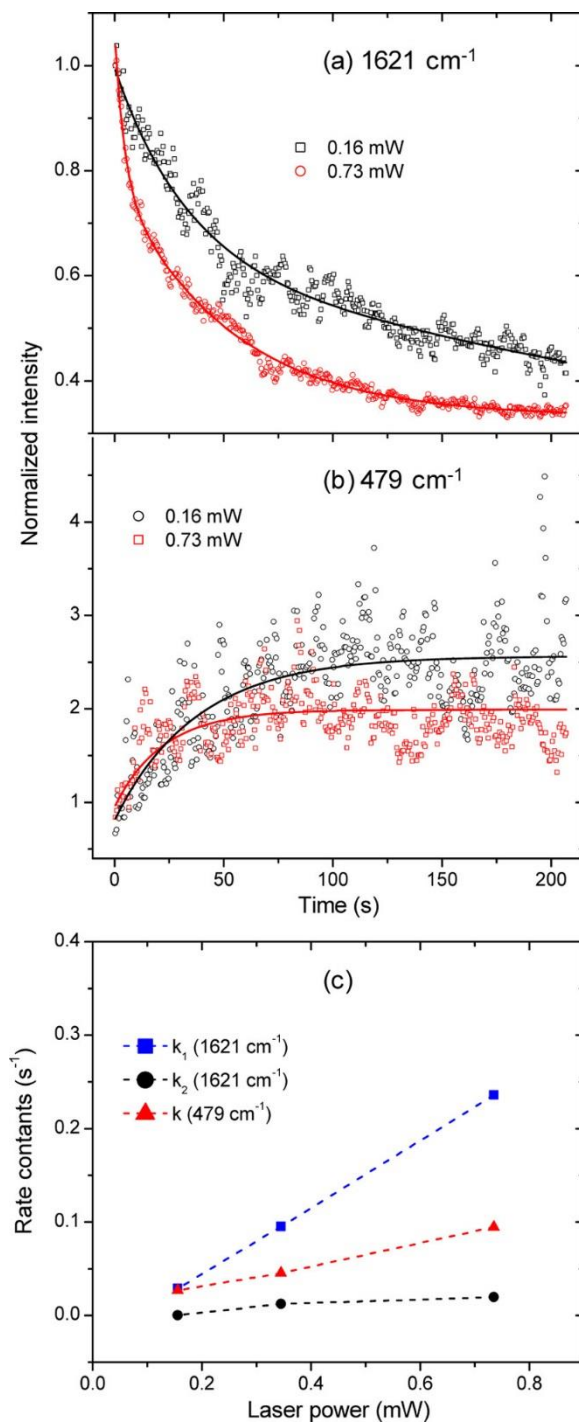 (a) 1621 cm⁻¹
0.16 mW
0.73 mW
1.0
0.8
0.6
0.4
Normalized intensity
(b) 479 cm⁻¹
0.16 mW
0.73 mW
4
3
2
1
0 50 100 150 200
Time (s)
(c)
k₁ (1621 cm⁻¹)
k₂ (1621 cm⁻¹)
k (479 cm⁻¹)
0.4
0.3
0.2
0.1
0.0
Rate contants (s⁻¹)
0.0 0.2 0.4 0.6 0.8
Laser power (mW)